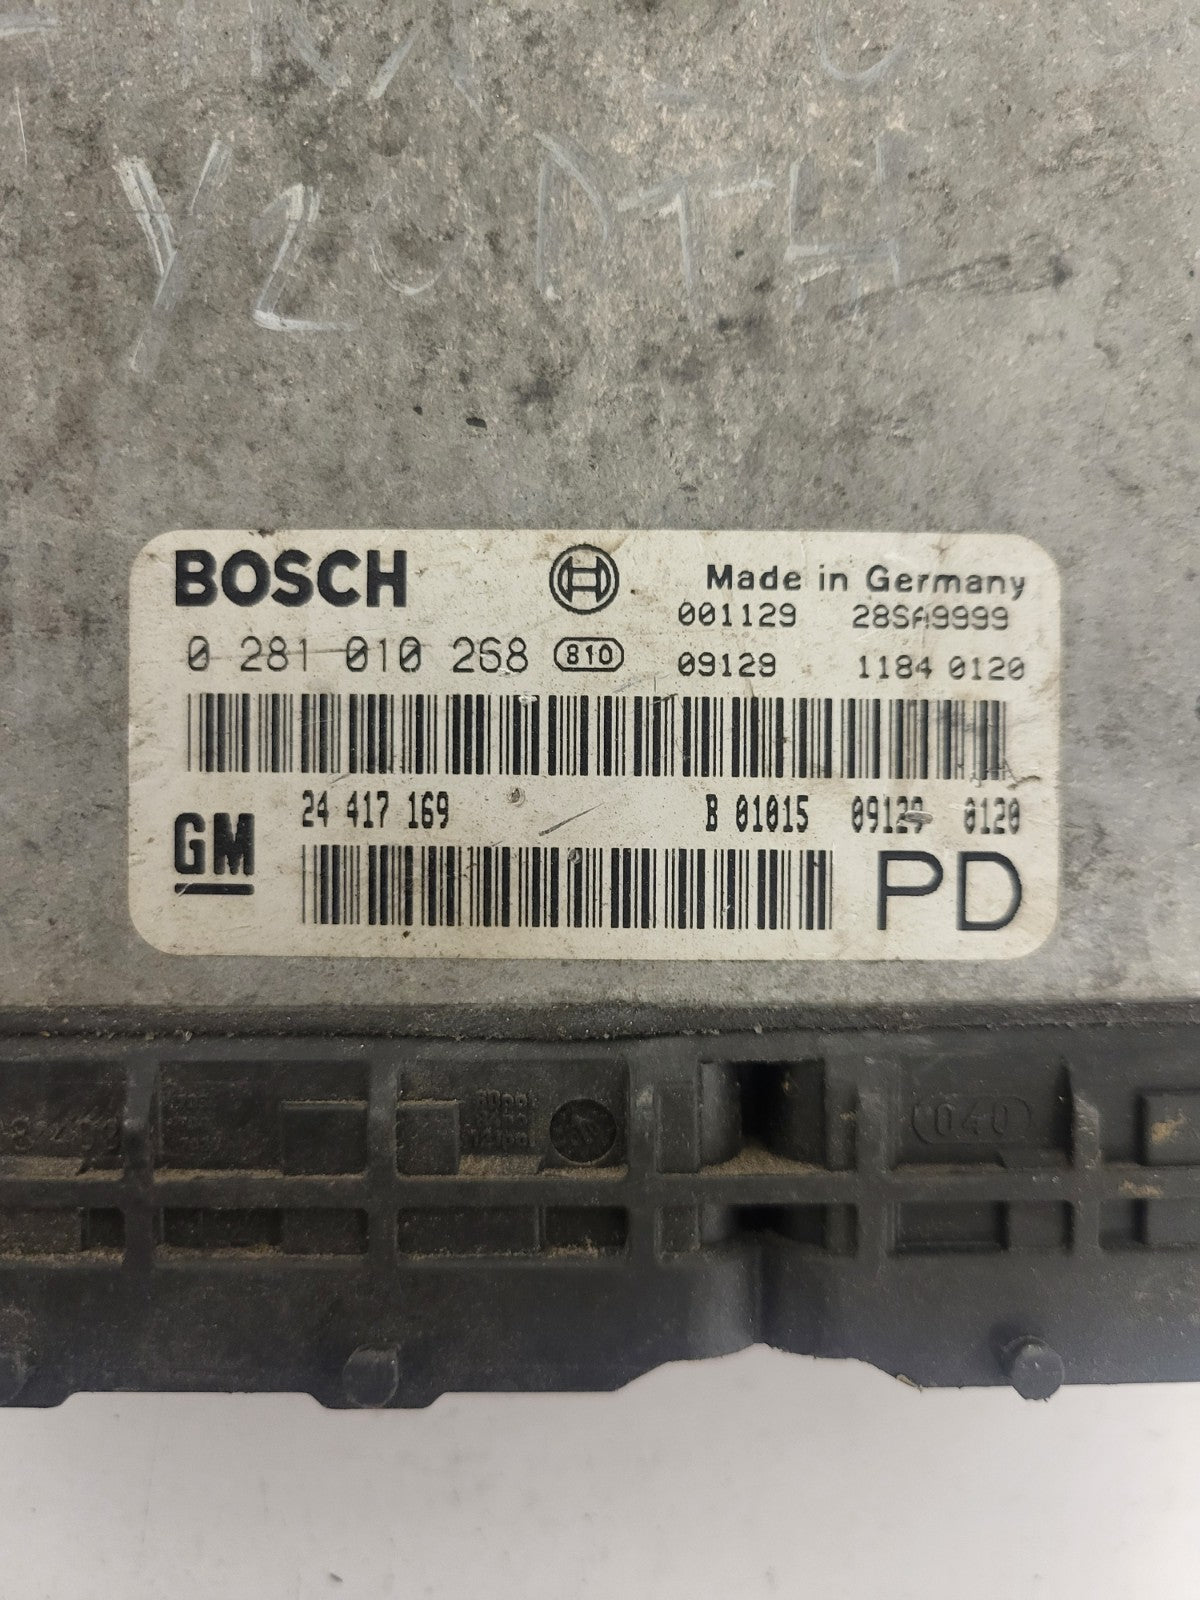 Y20DTH
BOSCH Made in Germany
001129 28SA9999
0 281 010 268 810 09129 1184 0120
24 417 169 B 01015 09129 0120
GM PD
040